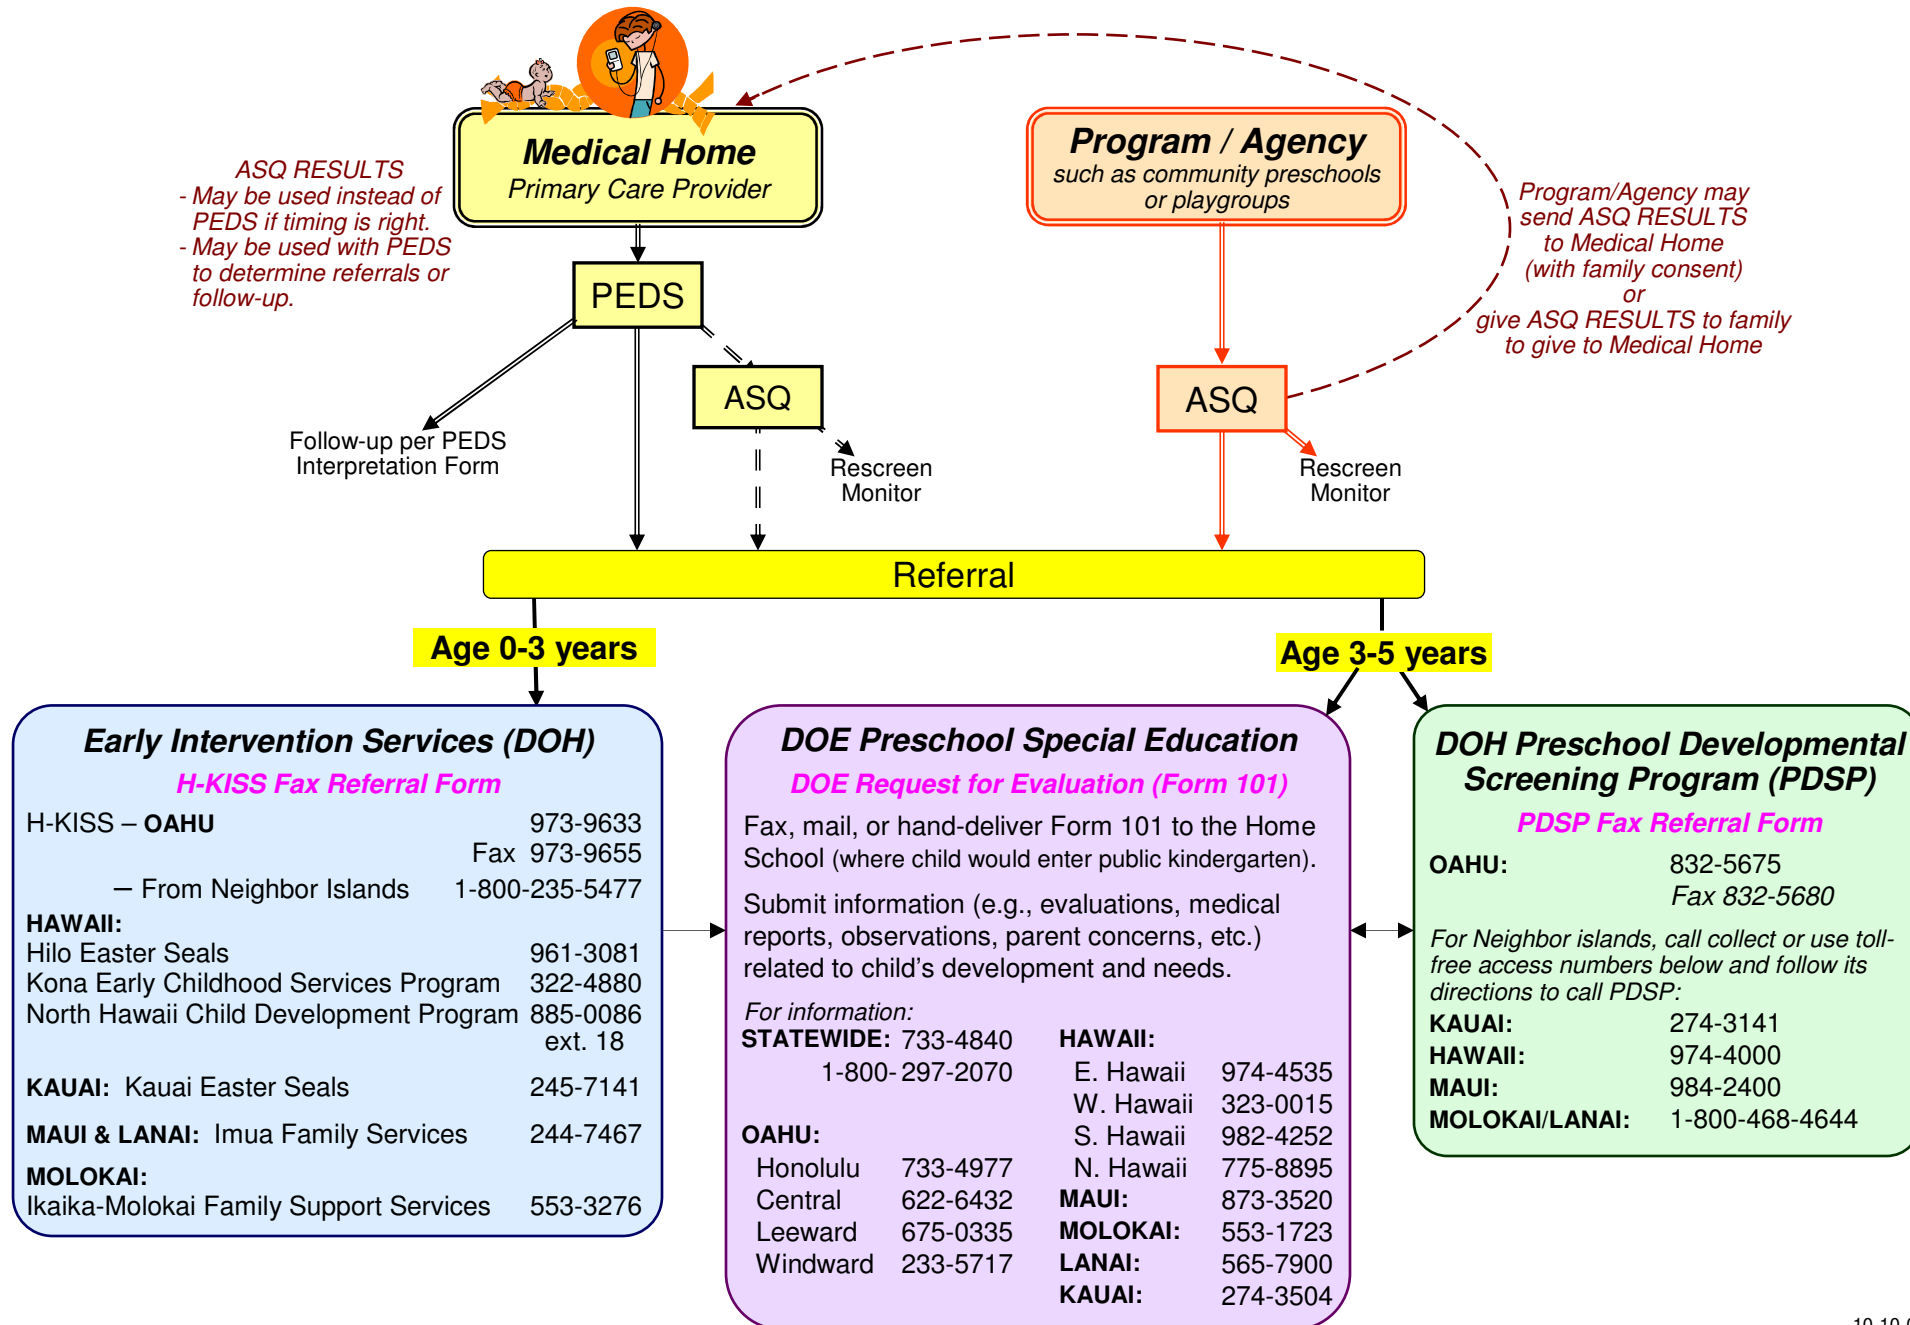 Medical Home
Primary Care Provider
Program / Agency
such as community preschools
or playgroups
ASQ RESULTS
- May be used instead of
PEDS if timing is right.
- May be used with PEDS
to determine referrals or
follow-up.
Program/Agency may
send ASQ RESULTS
to Medical Home
(with family consent)
or
give ASQ RESULTS to family
to give to Medical Home
PEDS
ASQ
ASQ
Follow-up per PEDS
Interpretation Form
Rescreen
Monitor
Rescreen
Monitor
Referral
Age 0-3 years
Age 3-5 years
Early Intervention Services (DOH)
H-KISS Fax Referral Form
H-KISS – OAHU 973-9633
Fax 973-9655
– From Neighbor Islands 1-800-235-5477
HAWAII:
Hilo Easter Seals 961-3081
Kona Early Childhood Services Program 322-4880
North Hawaii Child Development Program 885-0086
ext. 18
KAUAI: Kauai Easter Seals 245-7141
MAUI & LANAI: Imua Family Services 244-7467
MOLOKAI:
Ikaika-Molokai Family Support Services 553-3276
DOE Preschool Special Education
DOE Request for Evaluation (Form 101)
Fax, mail, or hand-deliver Form 101 to the Home
School (where child would enter public kindergarten).
Submit information (e.g., evaluations, medical
reports, observations, parent concerns, etc.)
related to child's development and needs.
For information:
STATEWIDE: 733-4840
1-800- 297-2070
OAHU:
Honolulu 733-4977
Central 622-6432
Leeward 675-0335
Windward 233-5717
HAWAII:
E. Hawaii 974-4535
W. Hawaii 323-0015
S. Hawaii 982-4252
N. Hawaii 775-8895
MAUI: 873-3520
MOLOKAI: 553-1723
LANAI: 565-7900
KAUAI: 274-3504
DOH Preschool Developmental
Screening Program (PDSP)
PDSP Fax Referral Form
OAHU: 832-5675
Fax 832-5680
For Neighbor islands, call collect or use toll-
free access numbers below and follow its
directions to call PDSP:
KAUAI: 274-3141
HAWAII: 974-4000
MAUI: 984-2400
MOLOKAI/LANAI: 1-800-468-4644